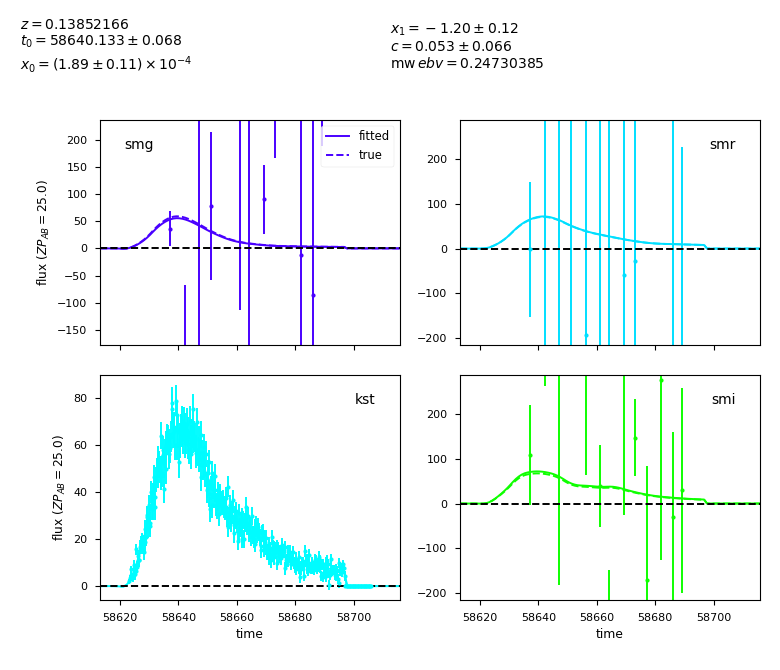 z = 0.13852166
t₀ = 58640.133 ± 0.068
x₀ = (1.89 ± 0.11) × 10⁻⁴
x₁ = −1.20 ± 0.12
c = 0.053 ± 0.066
mw ebv = 0.24730385
smg
fitted
true
200
150
100
50
0
−50
−100
−150
flux (ZP_AB = 25.0)
smr
200
100
0
−100
−200
kst
80
60
40
20
0
flux (ZP_AB = 25.0)
58620 58640 58660 58680 58700
time
smi
200
100
0
−100
−200
58620 58640 58660 58680 58700
time